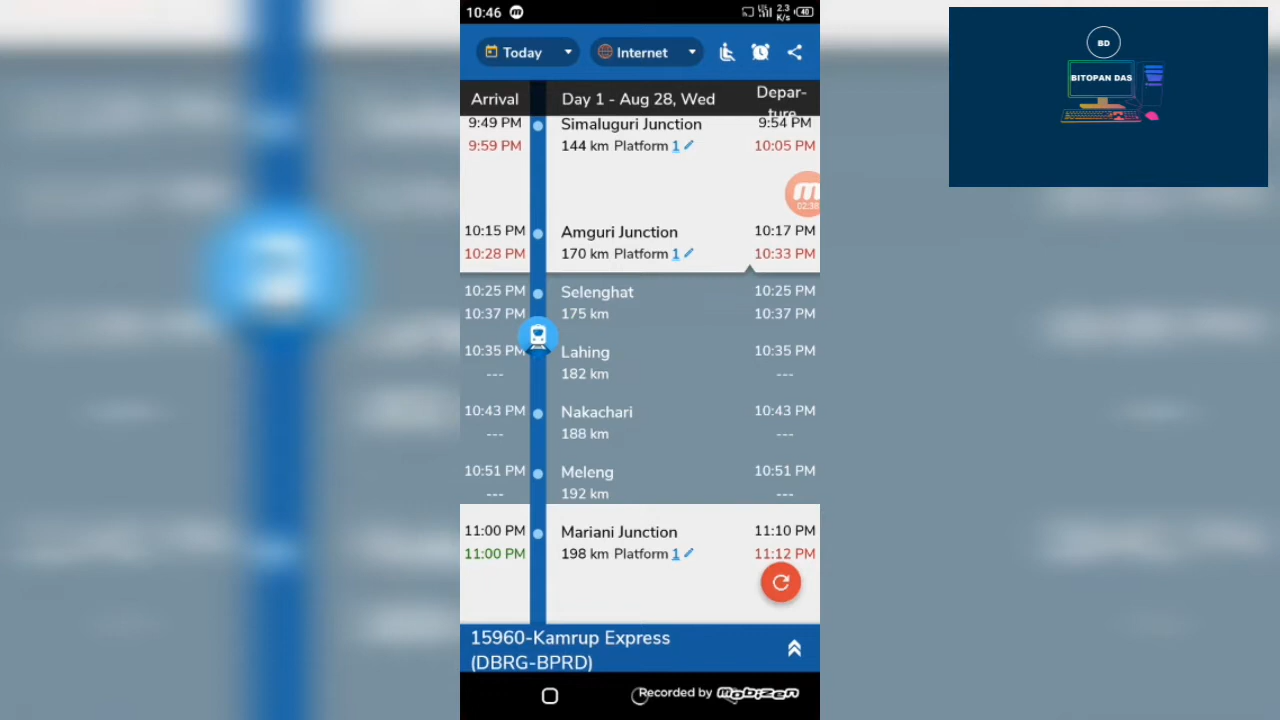 10:46
2.3
K/s
40
BD
BITOPAN DAS
Today
Internet
Arrival
Day 1 - Aug 28, Wed
Depar-
ture
9:49 PM
Simaluguri Junction
9:54 PM
9:59 PM
144 km Platform 1
10:05 PM
02:38
10:15 PM
Amguri Junction
10:17 PM
10:28 PM
170 km Platform 1
10:33 PM
10:25 PM
Selenghat
10:25 PM
10:37 PM
175 km
10:37 PM
10:35 PM
Lahing
10:35 PM
---
182 km
---
10:43 PM
Nakachari
10:43 PM
---
188 km
---
10:51 PM
Meleng
10:51 PM
---
192 km
---
11:00 PM
Mariani Junction
11:10 PM
11:00 PM
198 km Platform 1
11:12 PM
15960-Kamrup Express
(DBRG-BPRD)
Recorded by mobizen